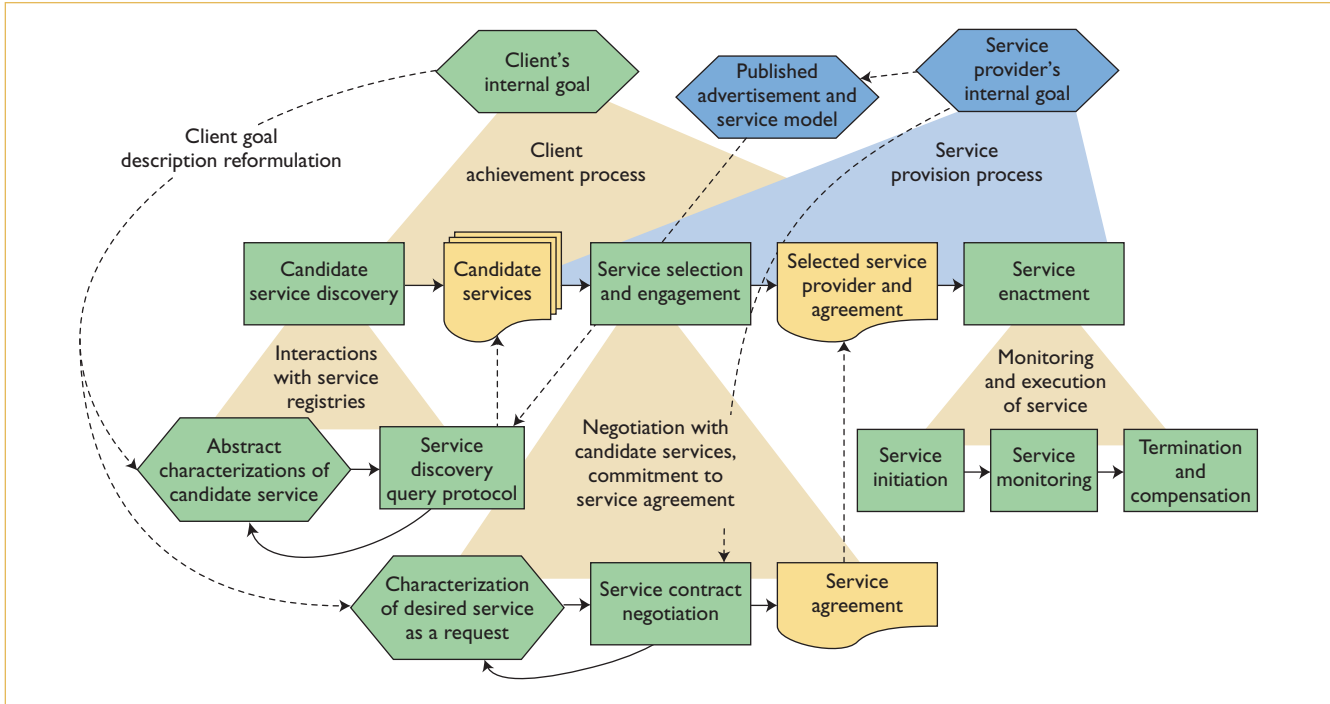 Client's
internal goal
Published
advertisement and
service model
Service
provider's
internal goal
Client goal
description reformulation
Client
achievement process
Service
provision process
Candidate
service discovery
Candidate
services
Service selection
and engagement
Selected service
provider and
agreement
Service
enactment
Interactions
with service
registries
Monitoring
and execution
of service
Abstract
characterizations of
candidate service
Service
discovery
query protocol
Negotiation with
candidate services,
commitment to
service agreement
Service
initiation
Service
monitoring
Termination and
compensation
Characterization
of desired service
as a request
Service contract
negotiation
Service
agreement